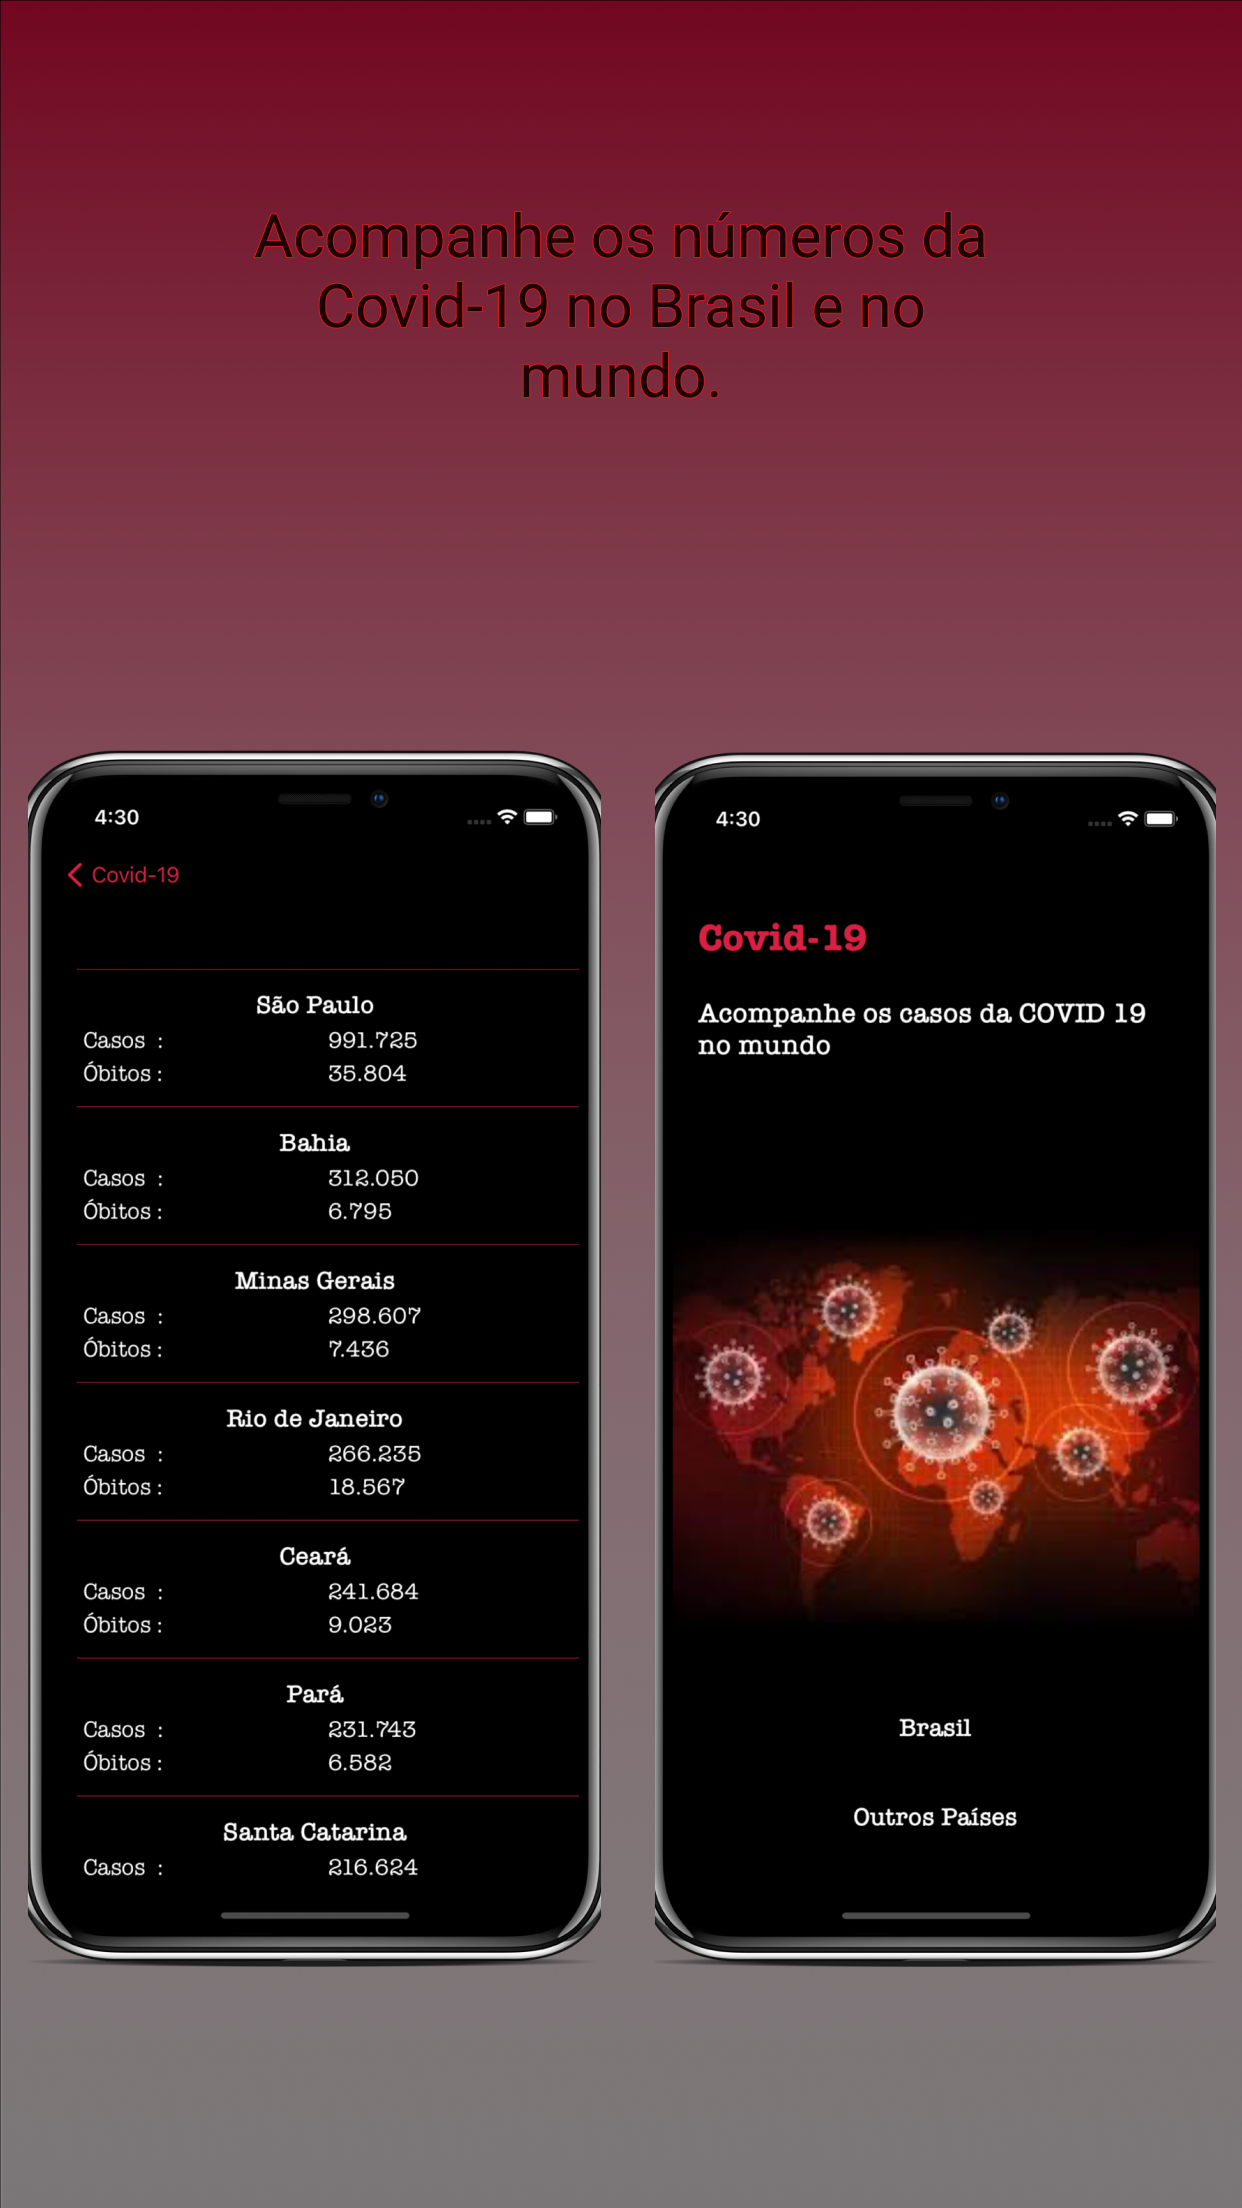 Acompanhe os números da
Covid-19 no Brasil e no
mundo.
4:30
Covid-19
São Paulo
Casos : 991.725
Óbitos : 35.804
Bahia
Casos : 312.050
Óbitos : 6.795
Minas Gerais
Casos : 298.607
Óbitos : 7.436
Rio de Janeiro
Casos : 266.235
Óbitos : 18.567
Ceará
Casos : 241.684
Óbitos : 9.023
Pará
Casos : 231.743
Óbitos : 6.582
Santa Catarina
Casos : 216.624
4:30
Covid-19
Acompanhe os casos da COVID 19
no mundo
Brasil
Outros Países